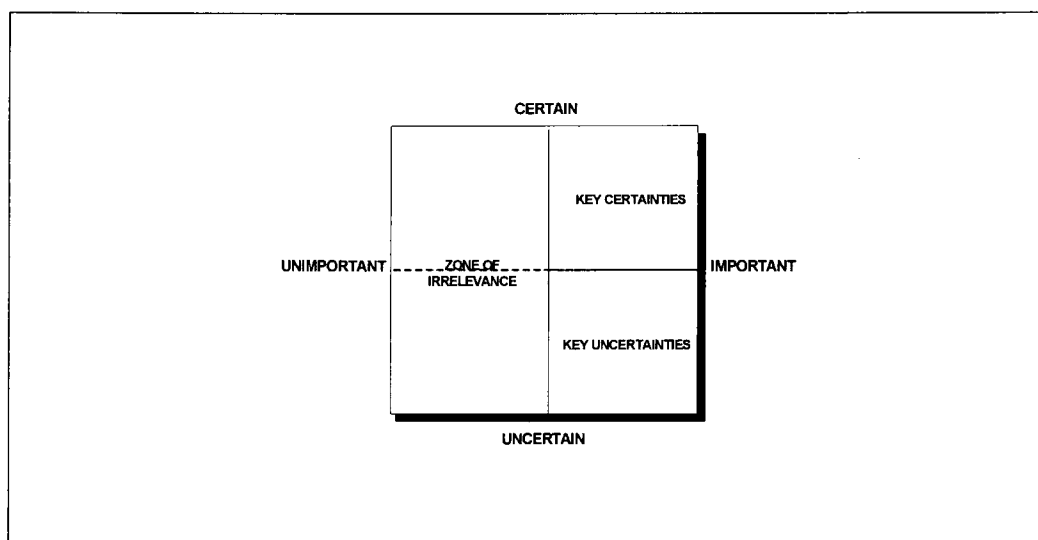 CERTAIN
KEY CERTAINTIES
UNIMPORTANT
ZONE OF
IRRELEVANCE
IMPORTANT
KEY UNCERTAINTIES
UNCERTAIN